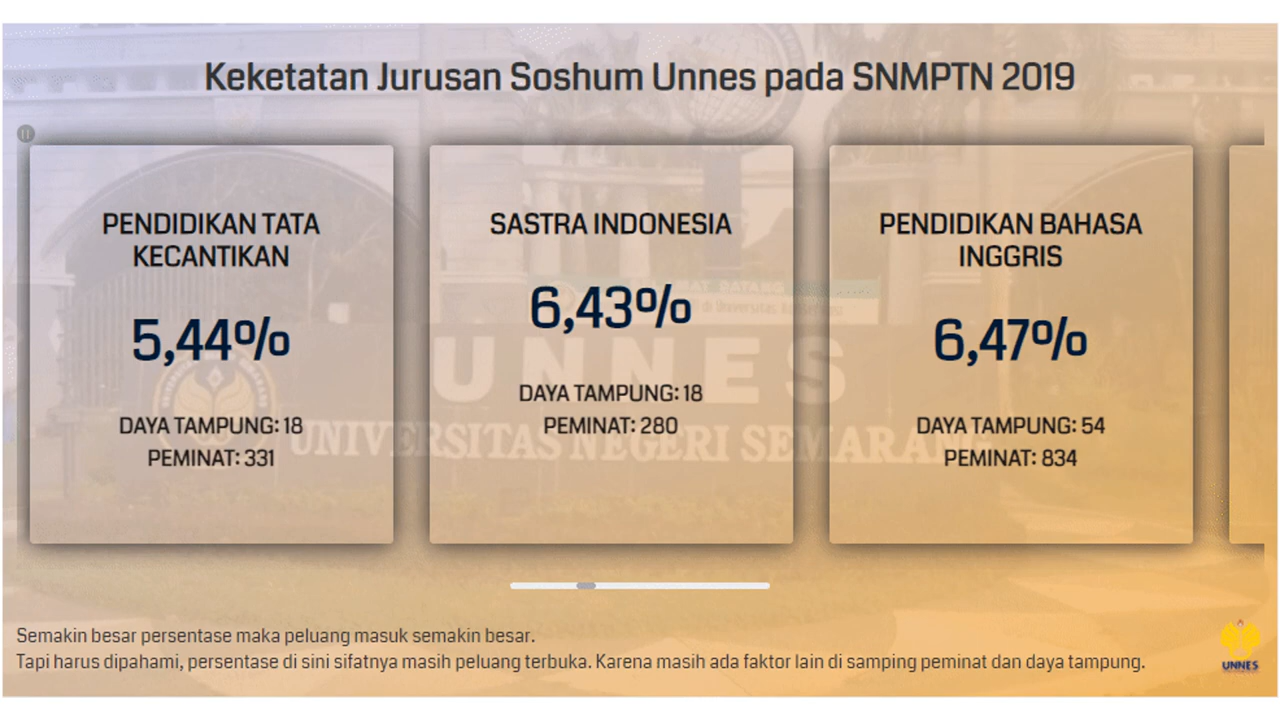 Keketatan Jurusan Soshum Unnes pada SNMPTN 2019
PENDIDIKAN TATA
KECANTIKAN
5,44%
DAYA TAMPUNG: 18
PEMINAT: 331
SASTRA INDONESIA
6,43%
DAYA TAMPUNG: 18
PEMINAT: 280
PENDIDIKAN BAHASA
INGGRIS
6,47%
DAYA TAMPUNG: 54
PEMINAT: 834
UNNES
UNIVERSITAS NEGERI SEMARANG
Semakin besar persentase maka peluang masuk semakin besar.
Tapi harus dipahami, persentase di sini sifatnya masih peluang terbuka. Karena masih ada faktor lain di samping peminat dan daya tampung.
UNNES